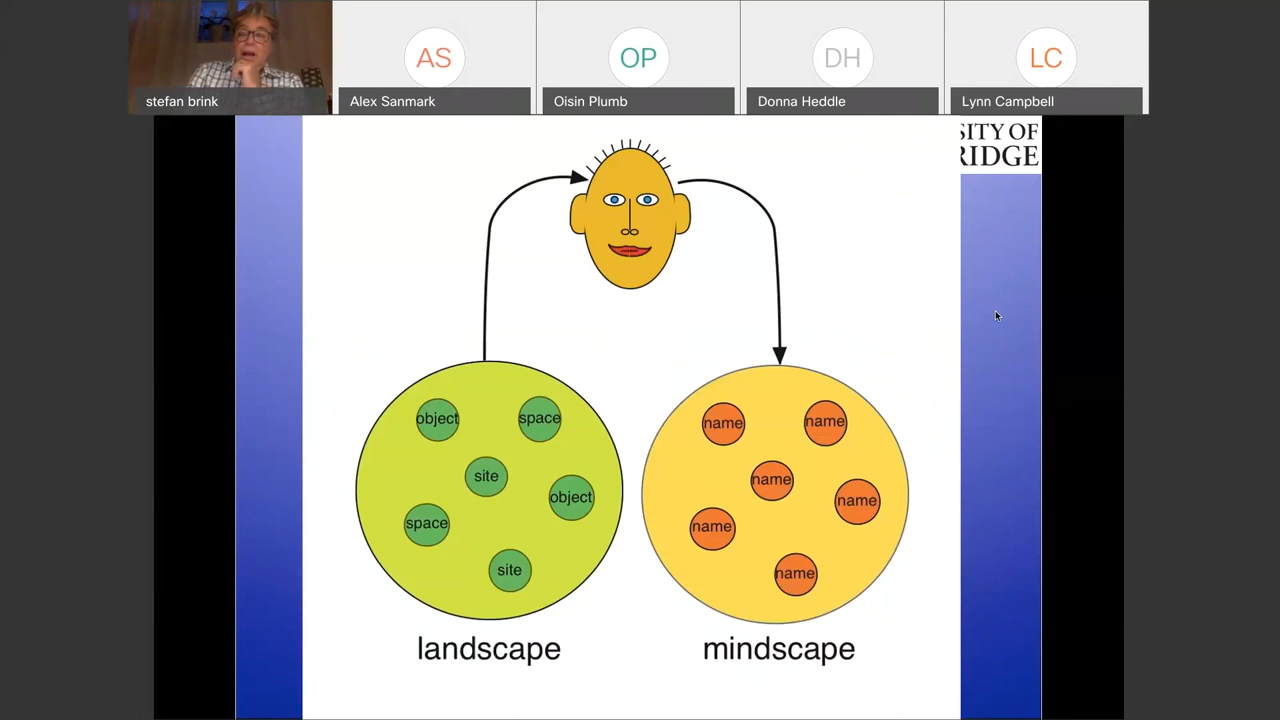 AS
OP
DH
LC
stefan brink
Alex Sanmark
Oisin Plumb
Donna Heddle
Lynn Campbell
SITY OF
RIDGE
object
space
site
object
space
site
name
name
name
name
name
name
landscape
mindscape